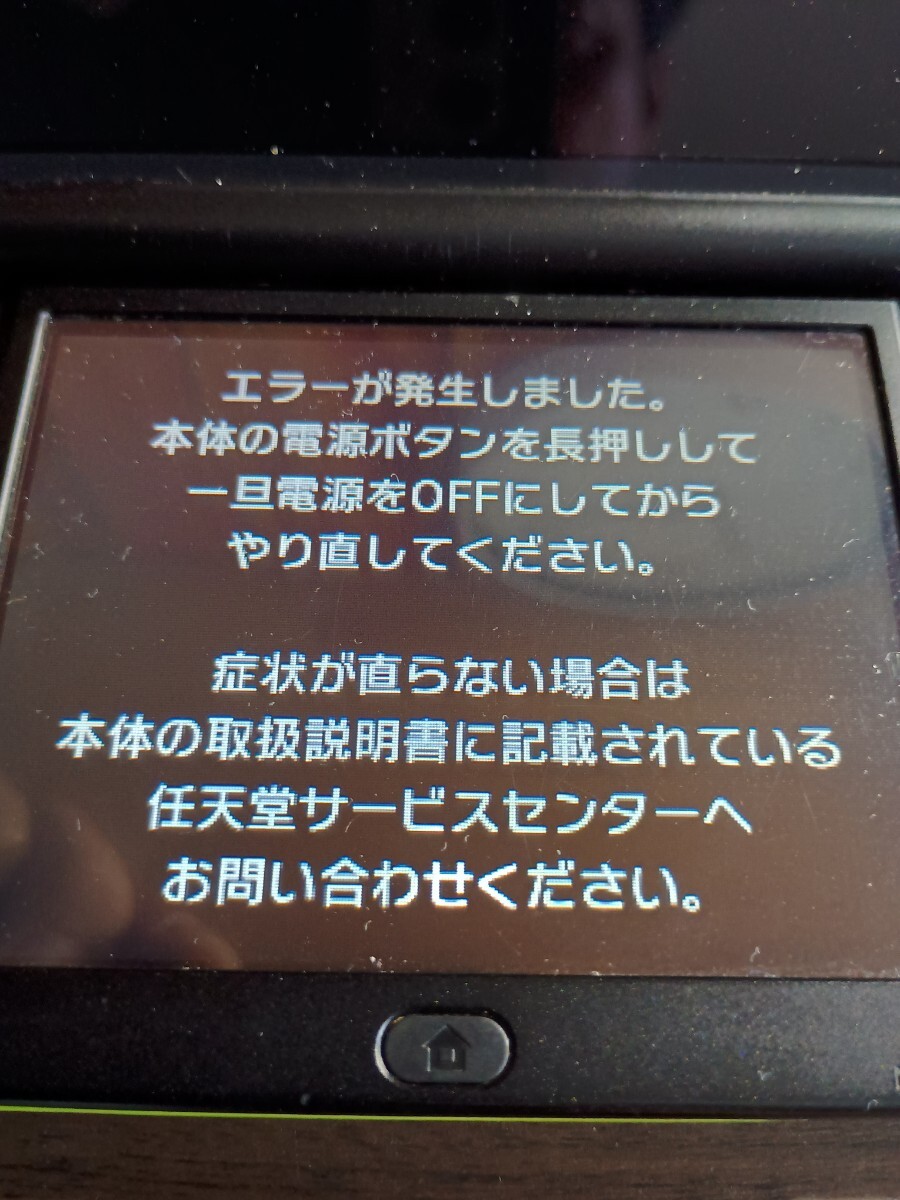 エラーが発生しました。
本体の電源ボタンを長押しして
一旦電源をOFFにしてから
やり直してください。
症状が直らない場合は
本体の取扱説明書に記載されている
任天堂サービスセンターへ
お問い合わせください。